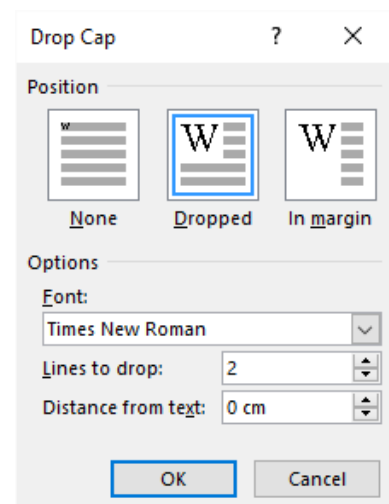 Drop Cap ?
Position
W W W
None Dropped In margin
Options
Font:
Times New Roman
Lines to drop: 2
Distance from text: 0 cm
OK Cancel